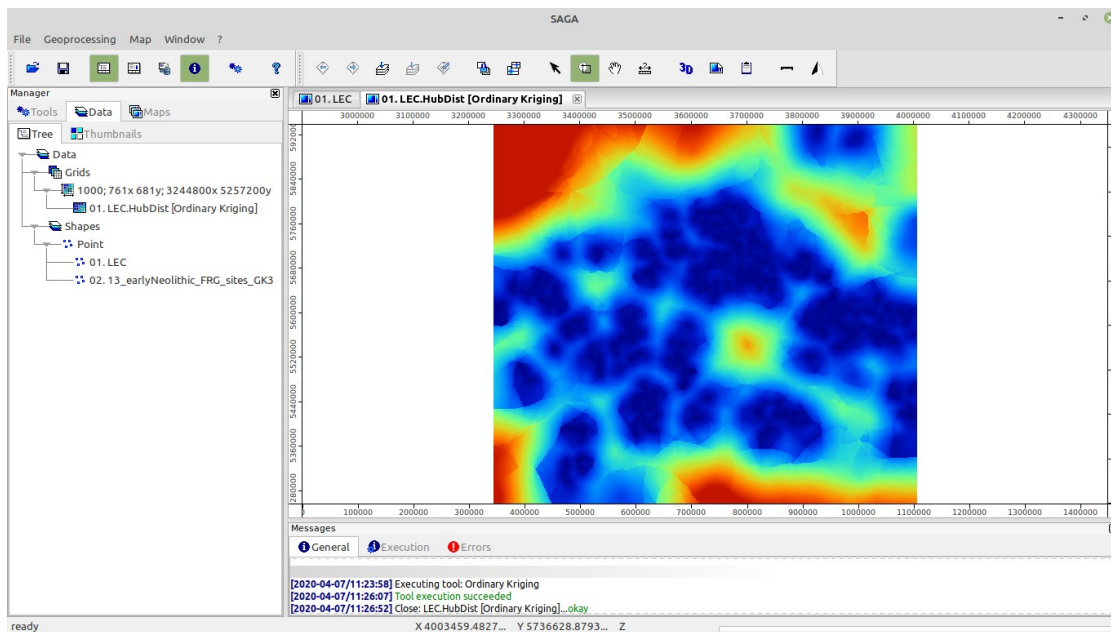 SAGA
File Geoprocessing Map Window ?
3D
Manager
Tools Data Maps
Tree Thumbnails
Data
Grids
1000; 761x 681y; 3244800x 5257200y
01. LEC.HubDist [Ordinary Kriging]
Shapes
Point
01. LEC
02. 13_earlyNeolithic_FRG_sites_GK3
01. LEC 01. LEC.HubDist [Ordinary Kriging]
3000000 3100000 3200000 3300000 3400000 3500000 3600000 3700000 3800000 3900000 4000000 4100000 4200000 4300000
5840000
5760000
5680000
5600000
5520000
5440000
5360000
100000 200000 300000 400000 500000 600000 700000 800000 900000 1000000 1100000 1200000 1300000 1400000
Messages
General Execution Errors
[2020-04-07/11:23:58] Executing tool: Ordinary Kriging
[2020-04-07/11:26:07] Tool execution succeeded
[2020-04-07/11:26:52] Close: LEC.HubDist [Ordinary Kriging]...okay
ready X 4003459.4827... Y 5736628.8793... Z